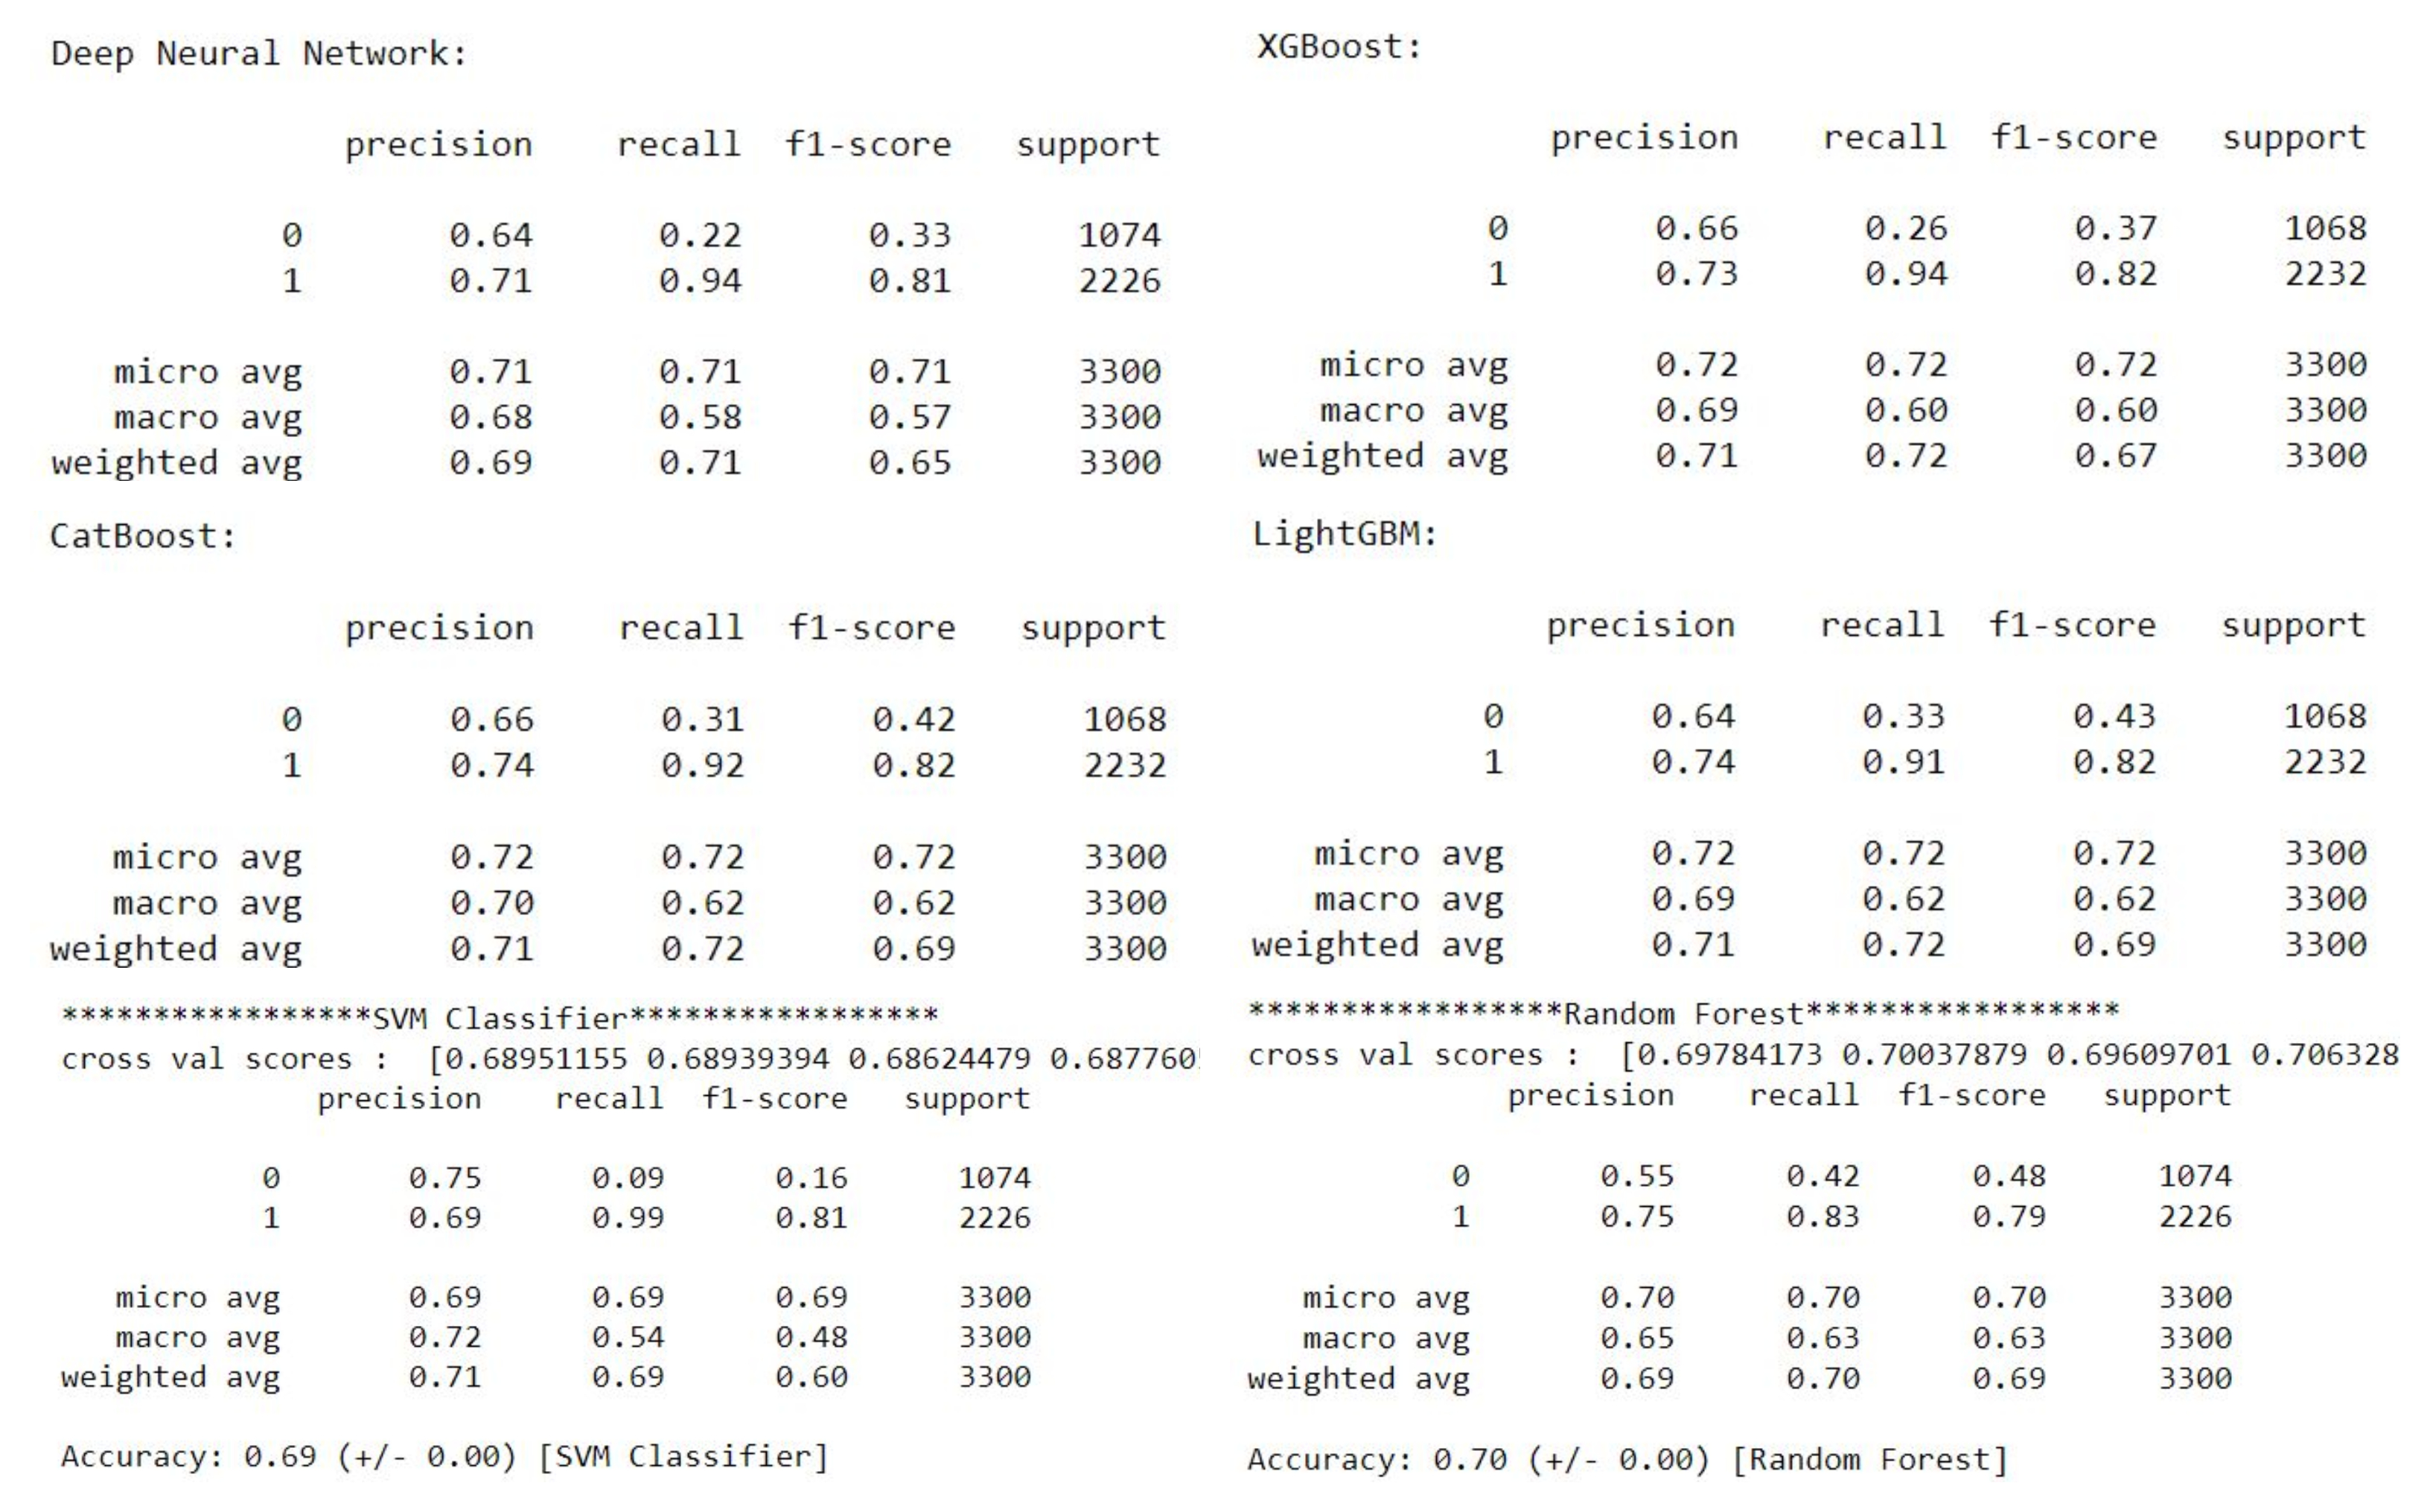 Deep Neural Network:
precision recall f1-score support
0 0.64 0.22 0.33 1074
1 0.71 0.94 0.81 2226
micro avg 0.71 0.71 0.71 3300
macro avg 0.68 0.58 0.57 3300
weighted avg 0.69 0.71 0.65 3300
XGBoost:
precision recall f1-score support
0 0.66 0.26 0.37 1068
1 0.73 0.94 0.82 2232
micro avg 0.72 0.72 0.72 3300
macro avg 0.69 0.60 0.60 3300
weighted avg 0.71 0.72 0.67 3300
CatBoost:
precision recall f1-score support
0 0.66 0.31 0.42 1068
1 0.74 0.92 0.82 2232
micro avg 0.72 0.72 0.72 3300
macro avg 0.70 0.62 0.62 3300
weighted avg 0.71 0.72 0.69 3300
LightGBM:
precision recall f1-score support
0 0.64 0.33 0.43 1068
1 0.74 0.91 0.82 2232
micro avg 0.72 0.72 0.72 3300
macro avg 0.69 0.62 0.62 3300
weighted avg 0.71 0.72 0.69 3300
*****************SVM Classifier*****************
cross val scores : [0.68951155 0.68939394 0.68624479 0.687760
precision recall f1-score support
0 0.75 0.09 0.16 1074
1 0.69 0.99 0.81 2226
micro avg 0.69 0.69 0.69 3300
macro avg 0.72 0.54 0.48 3300
weighted avg 0.71 0.69 0.60 3300
Accuracy: 0.69 (+/- 0.00) [SVM Classifier]
*****************Random Forest*****************
cross val scores : [0.69784173 0.70037879 0.69609701 0.706328
precision recall f1-score support
0 0.55 0.42 0.48 1074
1 0.75 0.83 0.79 2226
micro avg 0.70 0.70 0.70 3300
macro avg 0.65 0.63 0.63 3300
weighted avg 0.69 0.70 0.69 3300
Accuracy: 0.70 (+/- 0.00) [Random Forest]